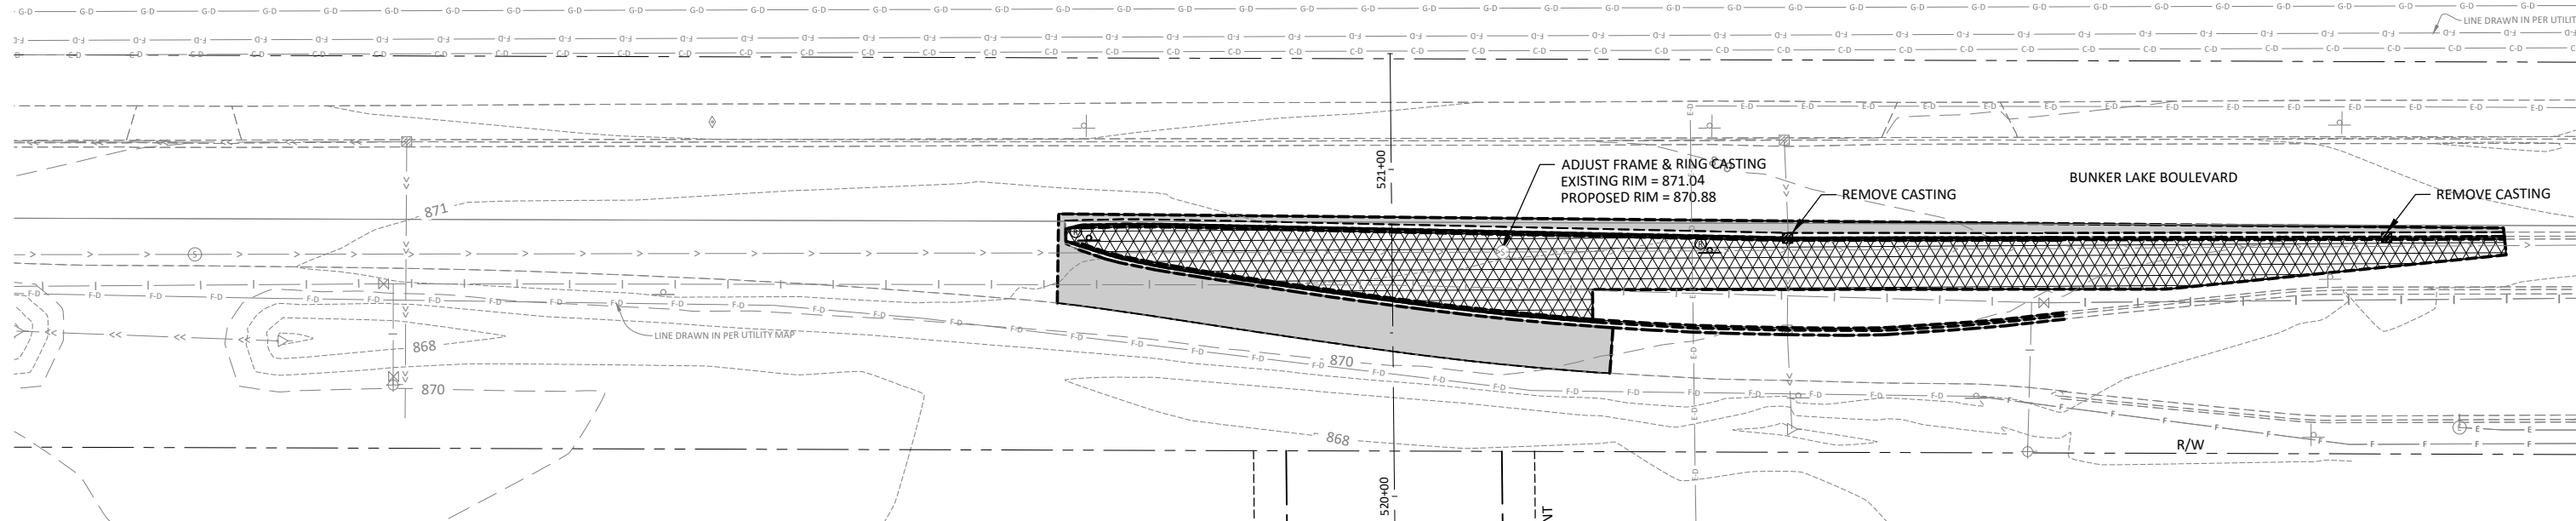 G-D G-D G-D G-D G-D G-D G-D G-D G-D G-D G-D G-D G-D G-D G-D G-D G-D G-D G-D G-D G-D G-D G-D G-D G-D G-D G-D G-D G-D G-D
LINE DRAWN IN PER UTILIT
F-D F-D F-D F-D F-D F-D F-D F-D F-D F-D F-D F-D F-D F-D F-D F-D F-D F-D F-D F-D F-D F-D F-D F-D F-D F-D F-D F-D F-D F-D
C-D C-D C-D C-D C-D C-D C-D C-D C-D C-D C-D C-D C-D C-D C-D C-D C-D C-D C-D C-D C-D C-D C-D C-D C-D C-D C-D C-D C-D
E-D E-D E-D E-D E-D E-D E-D E-D E-D E-D E-D E-D E-D E-D
521+00
ADJUST FRAME & RING CASTING
EXISTING RIM = 871.04
PROPOSED RIM = 870.88
REMOVE CASTING
BUNKER LAKE BOULEVARD
REMOVE CASTING
871
S
S
F-D F-D F-D F-D F-D F-D F-D F-D F-D F-D F-D F-D F-D F-D F-D F-D F-D F-D F-D F-D F-D F-D F-D F-D F-D F-D F-D F-D F-D F-D F-D
LINE DRAWN IN PER UTILITY MAP
868
870
870
E-D
E-D
E-D
E-D
E-D
868
F F F F F F F F F
E E E
R/W
520+00
NT